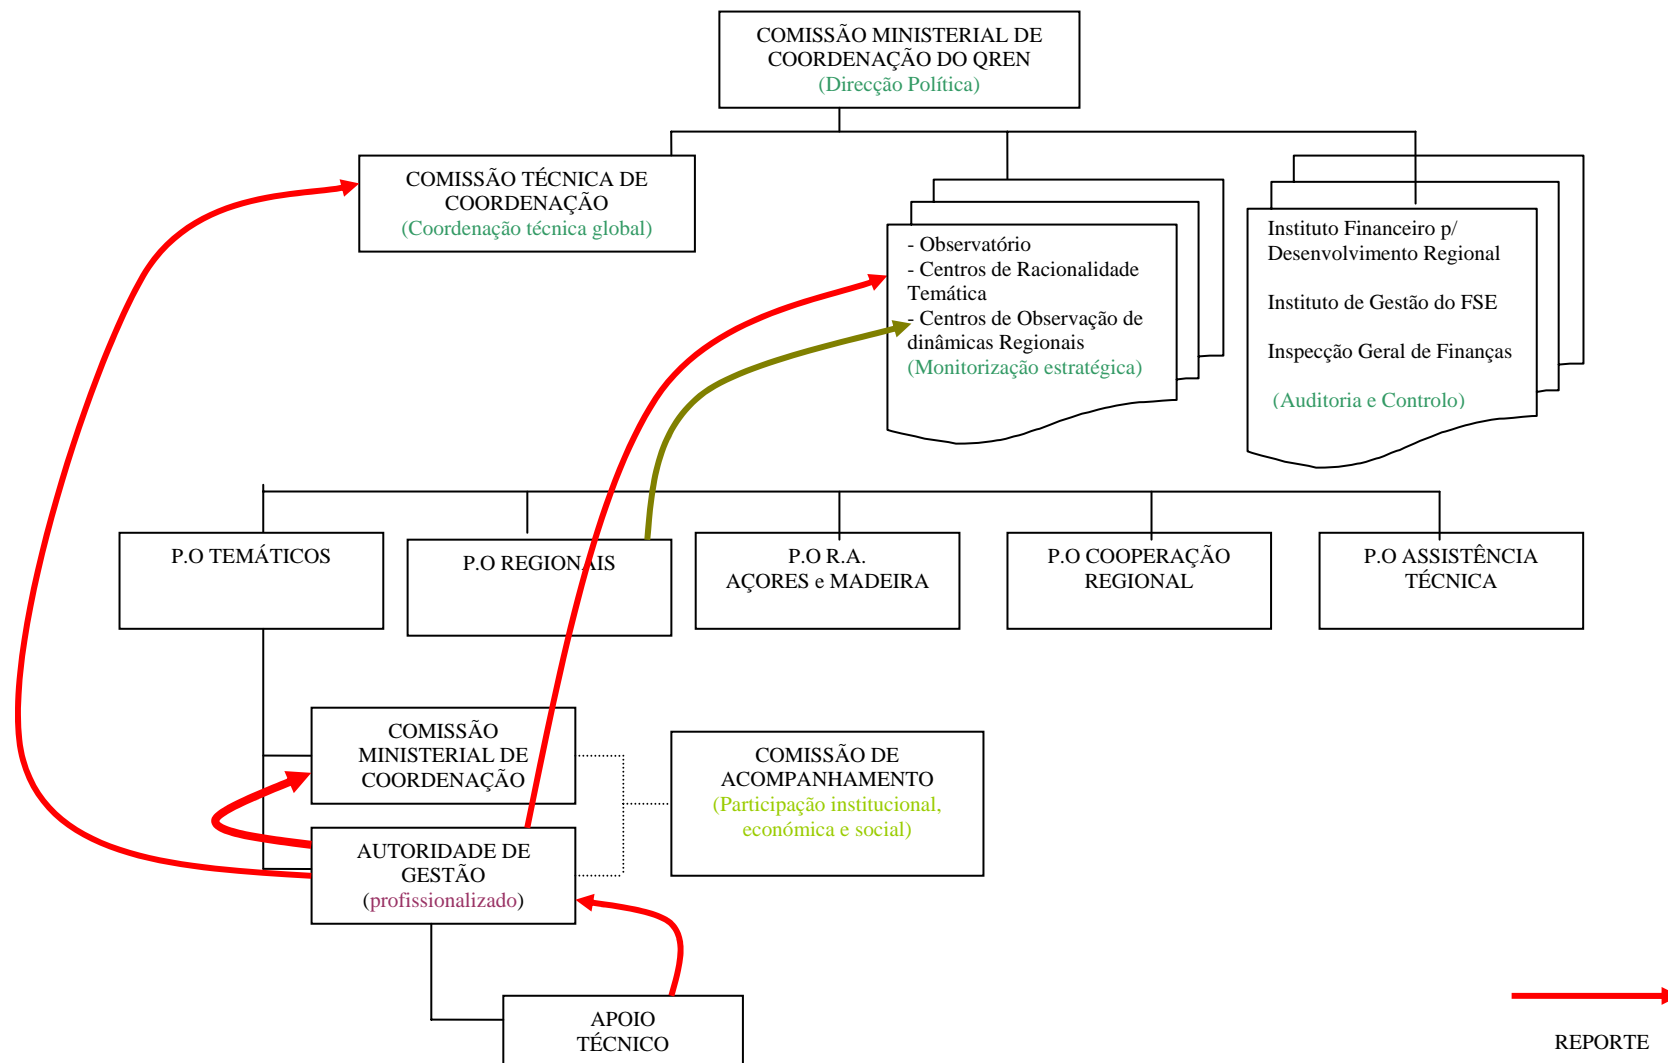 COMISSÃO MINISTERIAL DE
COORDENAÇÃO DO QREN
(Direcção Política)
COMISSÃO TÉCNICA DE
COORDENAÇÃO
(Coordenação técnica global)
- Observatório
- Centros de Racionalidade
Temática
- Centros de Observação de
dinâmicas Regionais
(Monitorização estratégica)
Instituto Financeiro p/
Desenvolvimento Regional
Instituto de Gestão do FSE
Inspecção Geral de Finanças
(Auditoria e Controlo)
P.O TEMÁTICOS
P.O REGIONAIS
P.O R.A.
AÇORES e MADEIRA
P.O COOPERAÇÃO
REGIONAL
P.O ASSISTÊNCIA
TÉCNICA
COMISSÃO
MINISTERIAL DE
COORDENAÇÃO
COMISSÃO DE
ACOMPANHAMENTO
(Participação institucional,
económica e social)
AUTORIDADE DE
GESTÃO
(profissionalizado)
APOIO
TÉCNICO
REPORTE